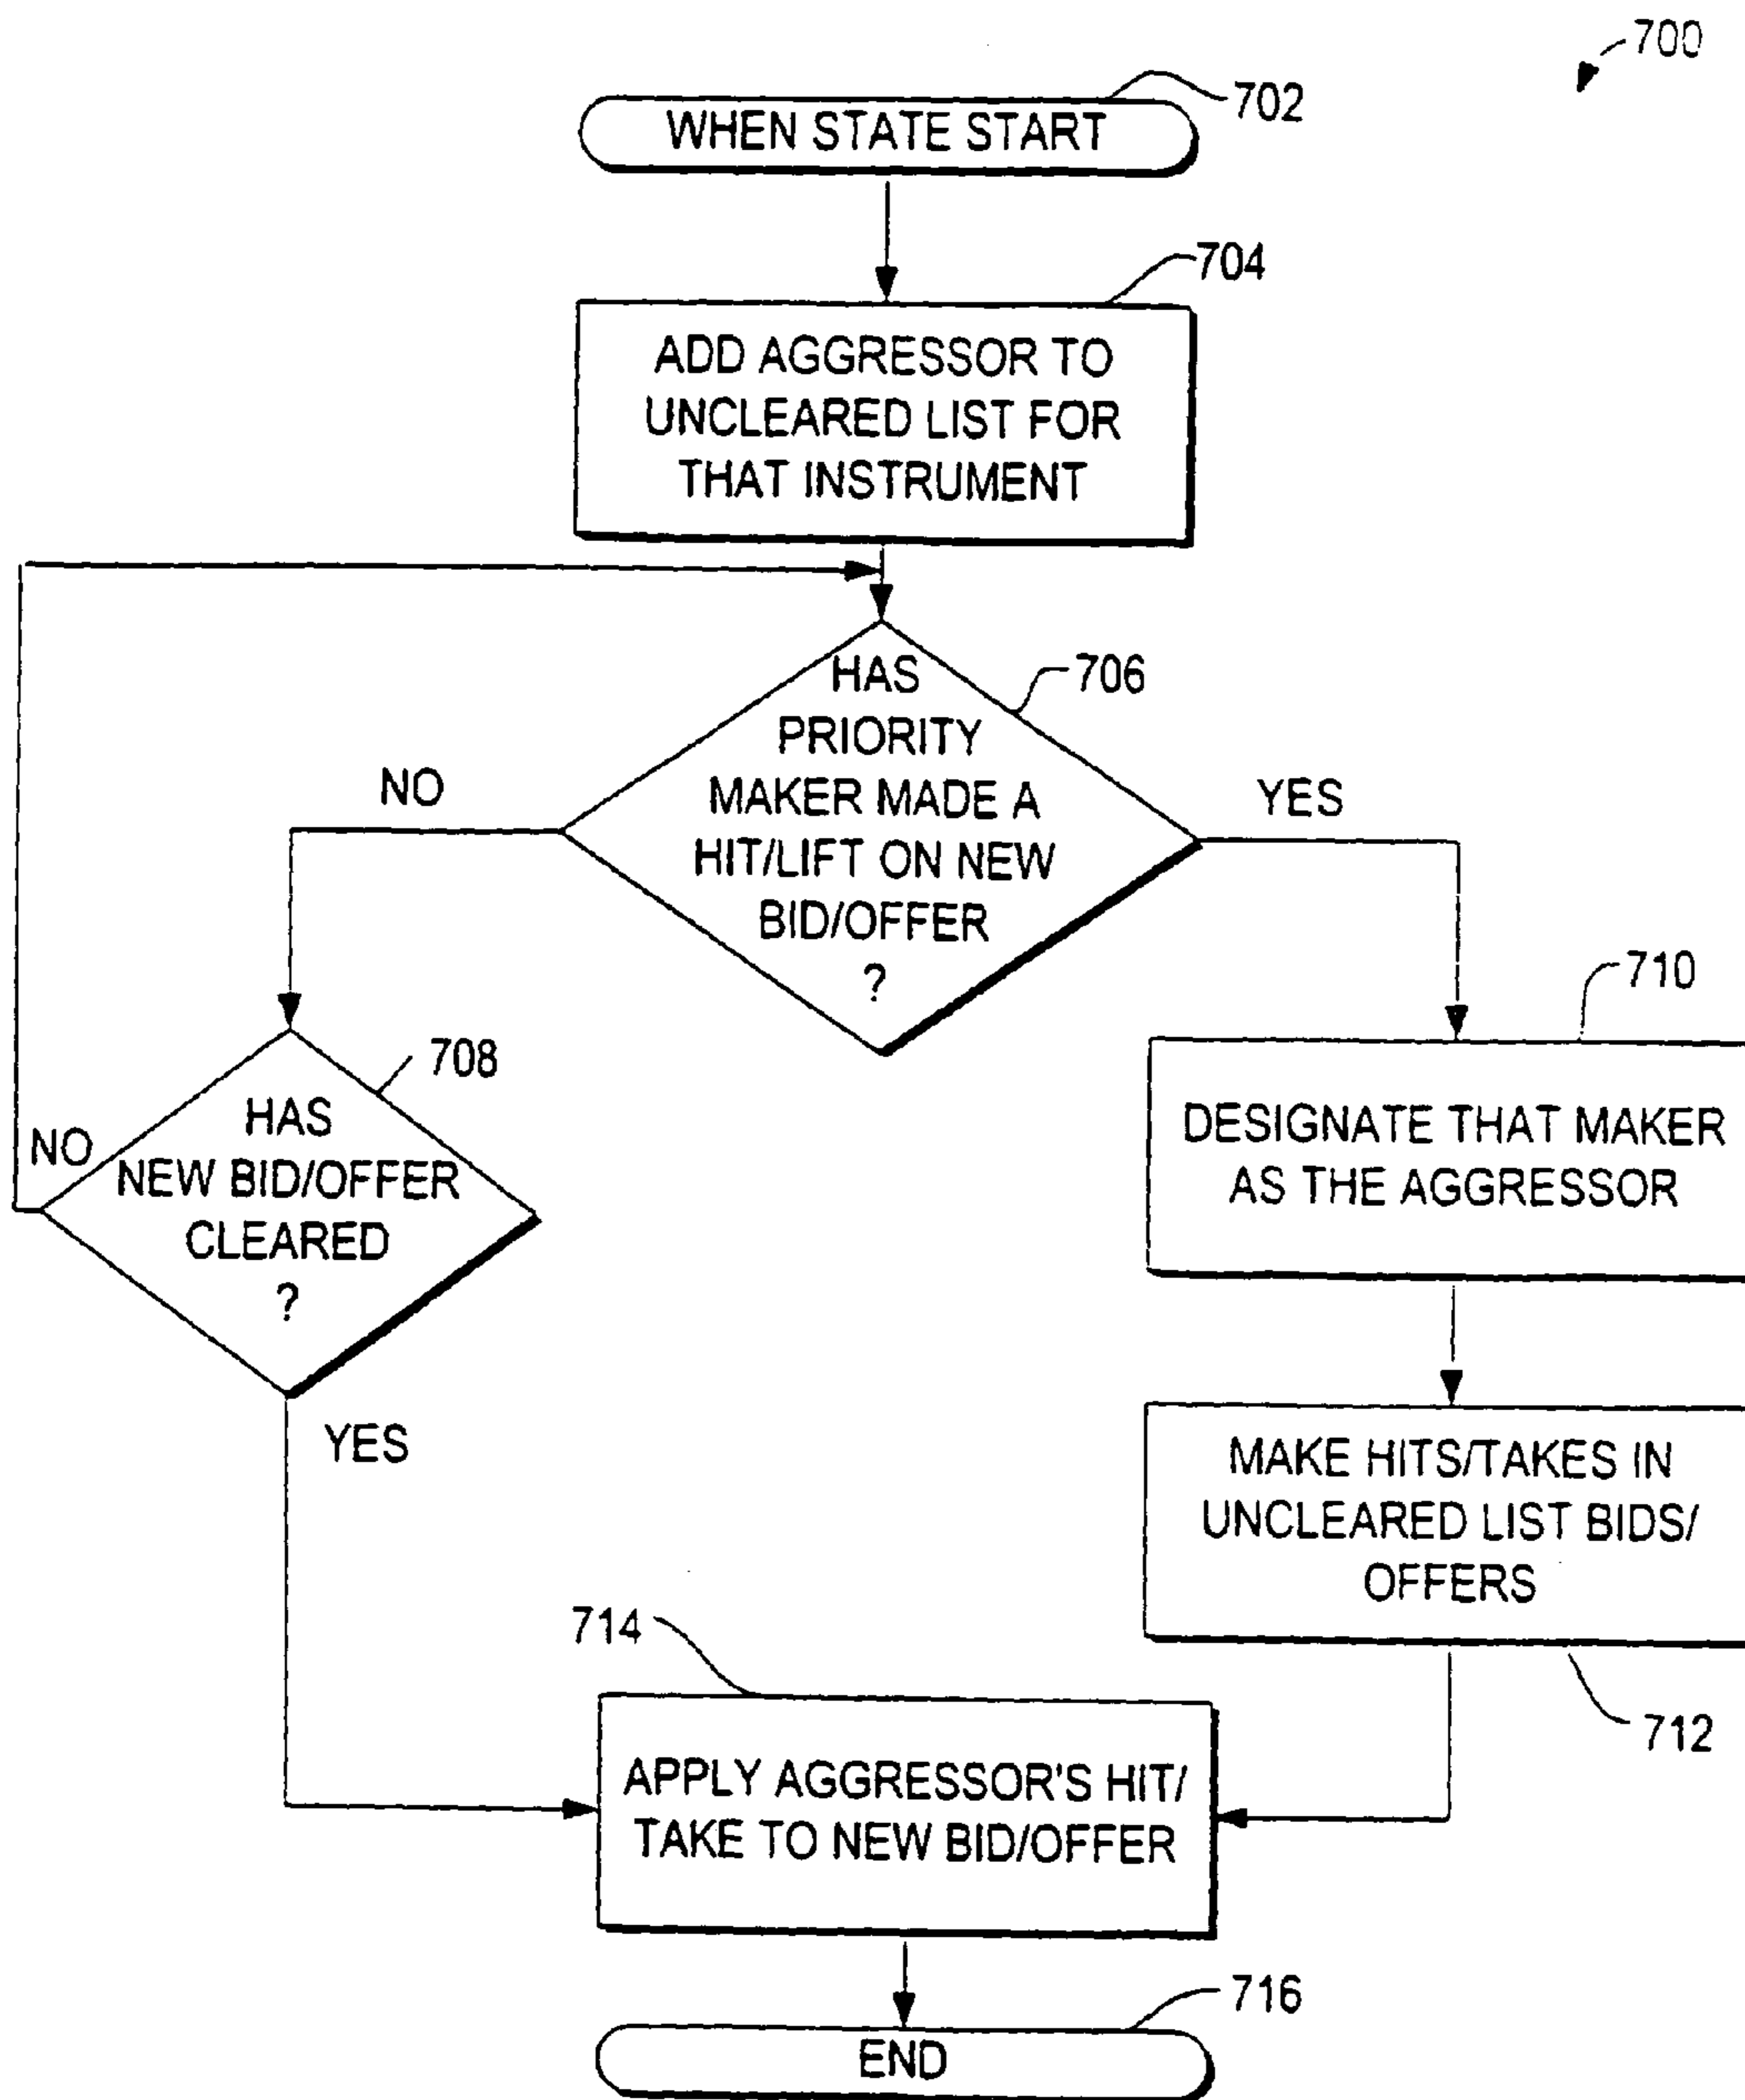 700
702
WHEN STATE START
704
ADD AGGRESSOR TO
UNCLEARED LIST FOR
THAT INSTRUMENT
706
HAS
PRIORITY
MAKER MADE A
HIT/LIFT ON NEW
BID/OFFER
?
NO
YES
708
HAS
NEW BID/OFFER
CLEARED
?
NO
YES
710
DESIGNATE THAT MAKER
AS THE AGGRESSOR
MAKE HITS/TAKES IN
UNCLEARED LIST BIDS/
OFFERS
712
714
APPLY AGGRESSOR'S HIT/
TAKE TO NEW BID/OFFER
716
END